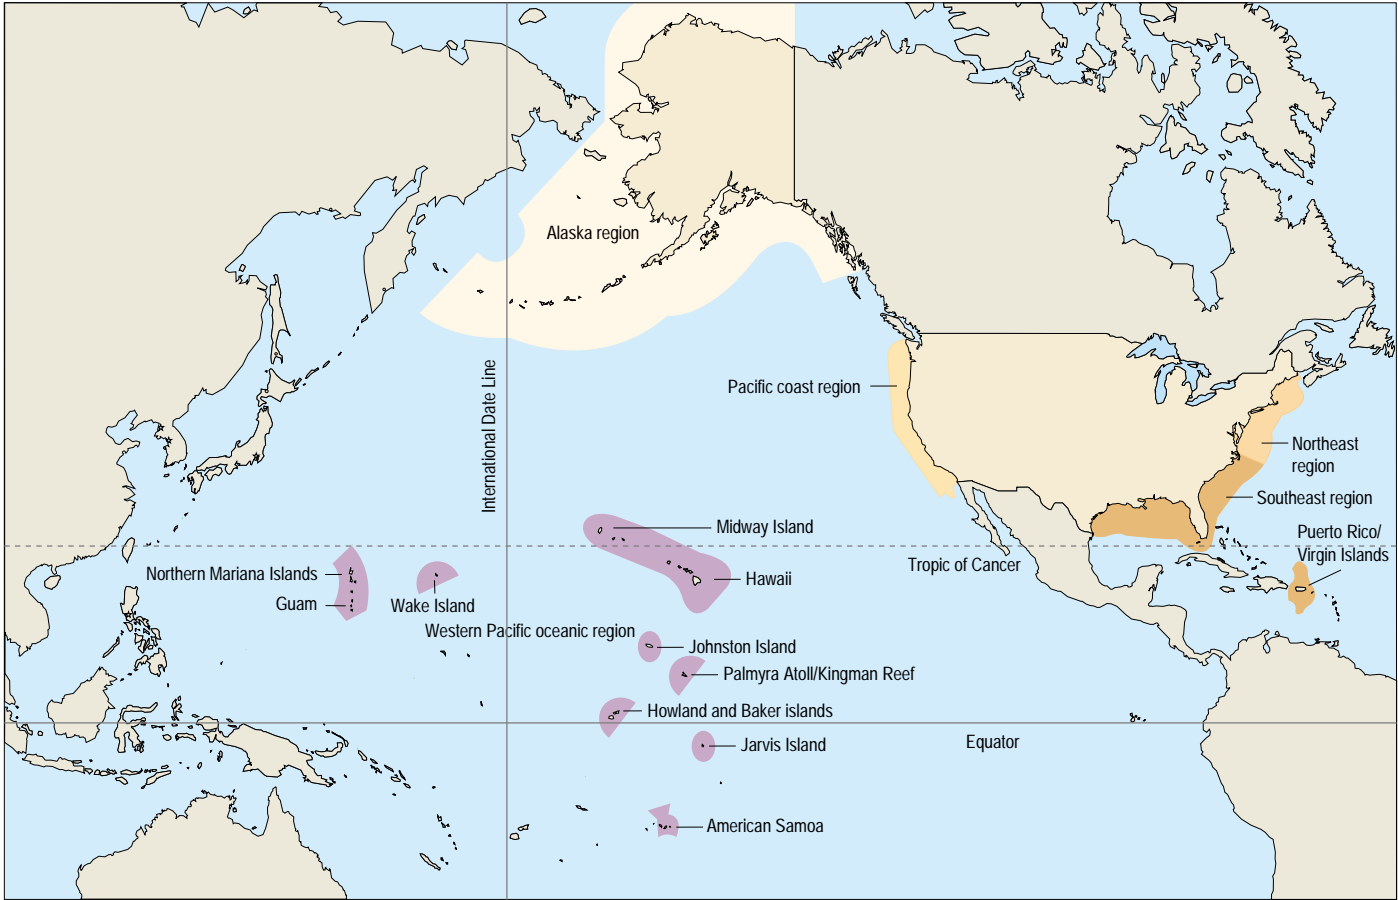 Alaska region
International Date Line
Pacific coast region
Northeast
region
Southeast region
Puerto Rico/
Virgin Islands
Midway Island
Tropic of Cancer
Northern Mariana Islands
Hawaii
Guam
Wake Island
Western Pacific oceanic region
Johnston Island
Palmyra Atoll/Kingman Reef
Howland and Baker islands
Jarvis Island
Equator
American Samoa